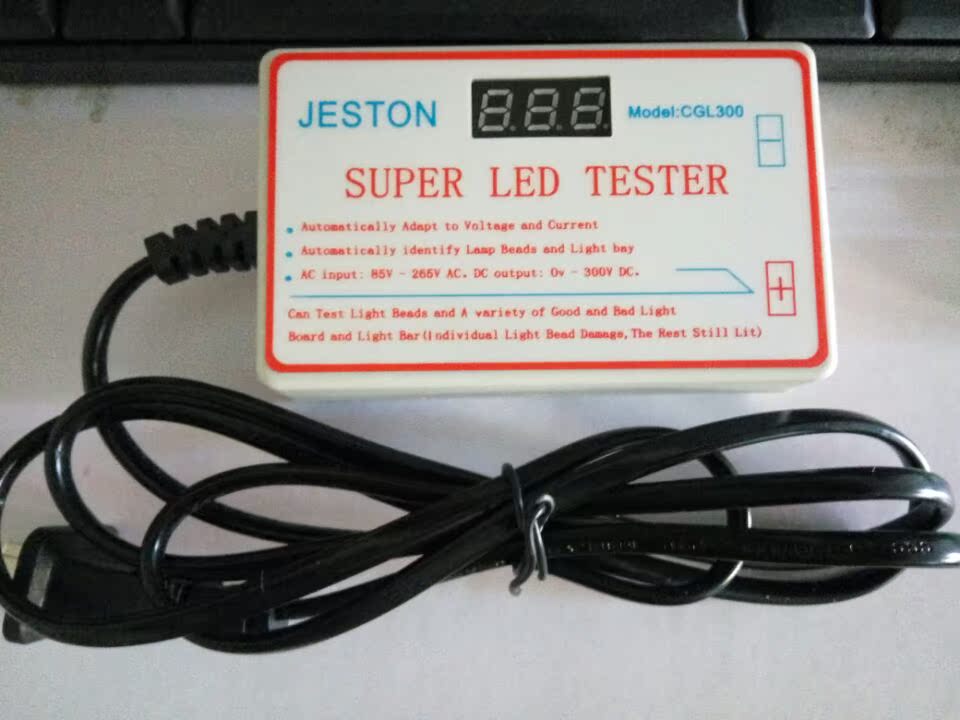 JESTON
888
Model:CGL300
SUPER LED TESTER
Automatically Adapt to Voltage and Current
Automatically identify Lamp Beads and Light bay
AC input: 85V - 265V AC. DC output: 0v - 300V DC.
Can Test Light Beads and A variety of Good and Bad Light
Board and Light Bar(Individual Light Bead Damage,The Rest Still Lit)
-
+